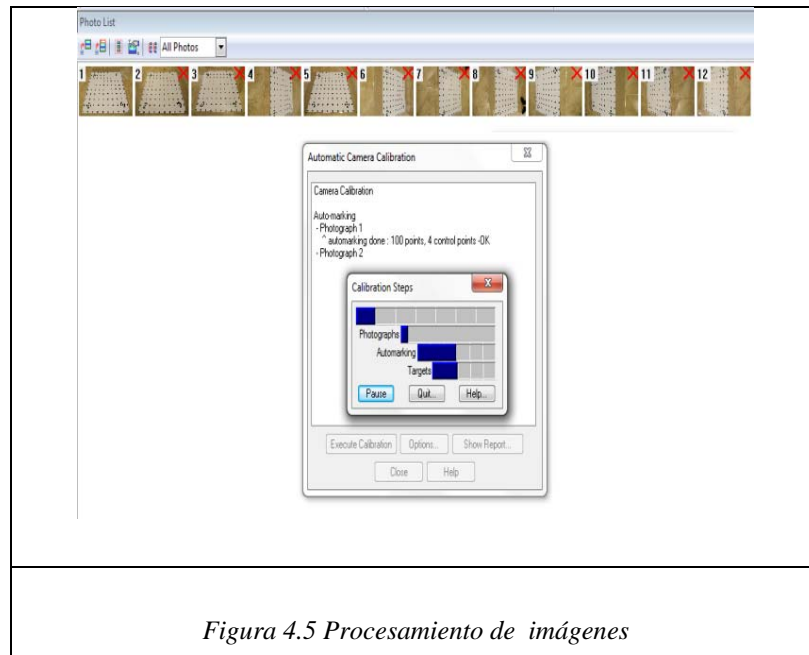 Photo List
All Photos
1 2 3 4 5 6 7 8 9 10 11 12
Automatic Camera Calibration
Camera Calibration
Auto-marking
- Photograph 1
^ automarking done : 100 points, 4 control points -OK
- Photograph 2
Calibration Steps
Photographs
Automarking
Targets
Pause Quit... Help...
Execute Calibration Options... Show Report...
Close Help
Figura 4.5 Procesamiento de imágenes